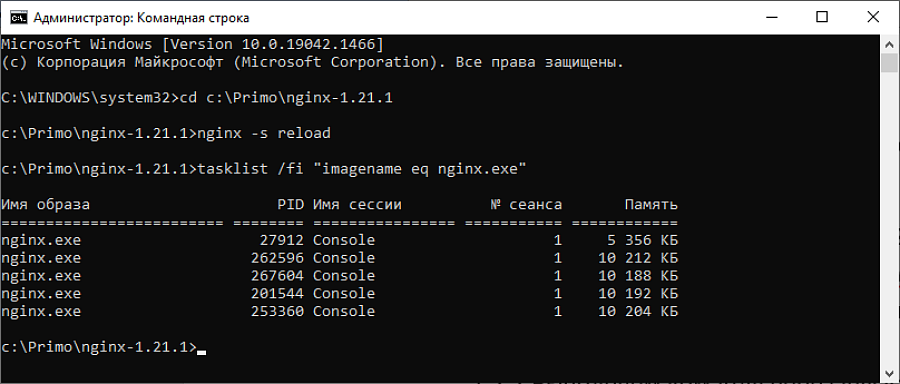 Администратор: Командная строка
Microsoft Windows [Version 10.0.19042.1466]
(c) Корпорация Майкрософт (Microsoft Corporation). Все права защищены.
C:\WINDOWS\system32>cd c:\Primo\nginx-1.21.1
c:\Primo\nginx-1.21.1>nginx -s reload
c:\Primo\nginx-1.21.1>tasklist /fi "imagename eq nginx.exe"
Имя образа                     PID Имя сессии          № сеанса       Память
========================= ======== ================ =========== ============
nginx.exe                    27912 Console                    1     5 356 КБ
nginx.exe                   262596 Console                    1    10 212 КБ
nginx.exe                   267604 Console                    1    10 188 КБ
nginx.exe                   201544 Console                    1    10 192 КБ
nginx.exe                   253360 Console                    1    10 204 КБ
c:\Primo\nginx-1.21.1>